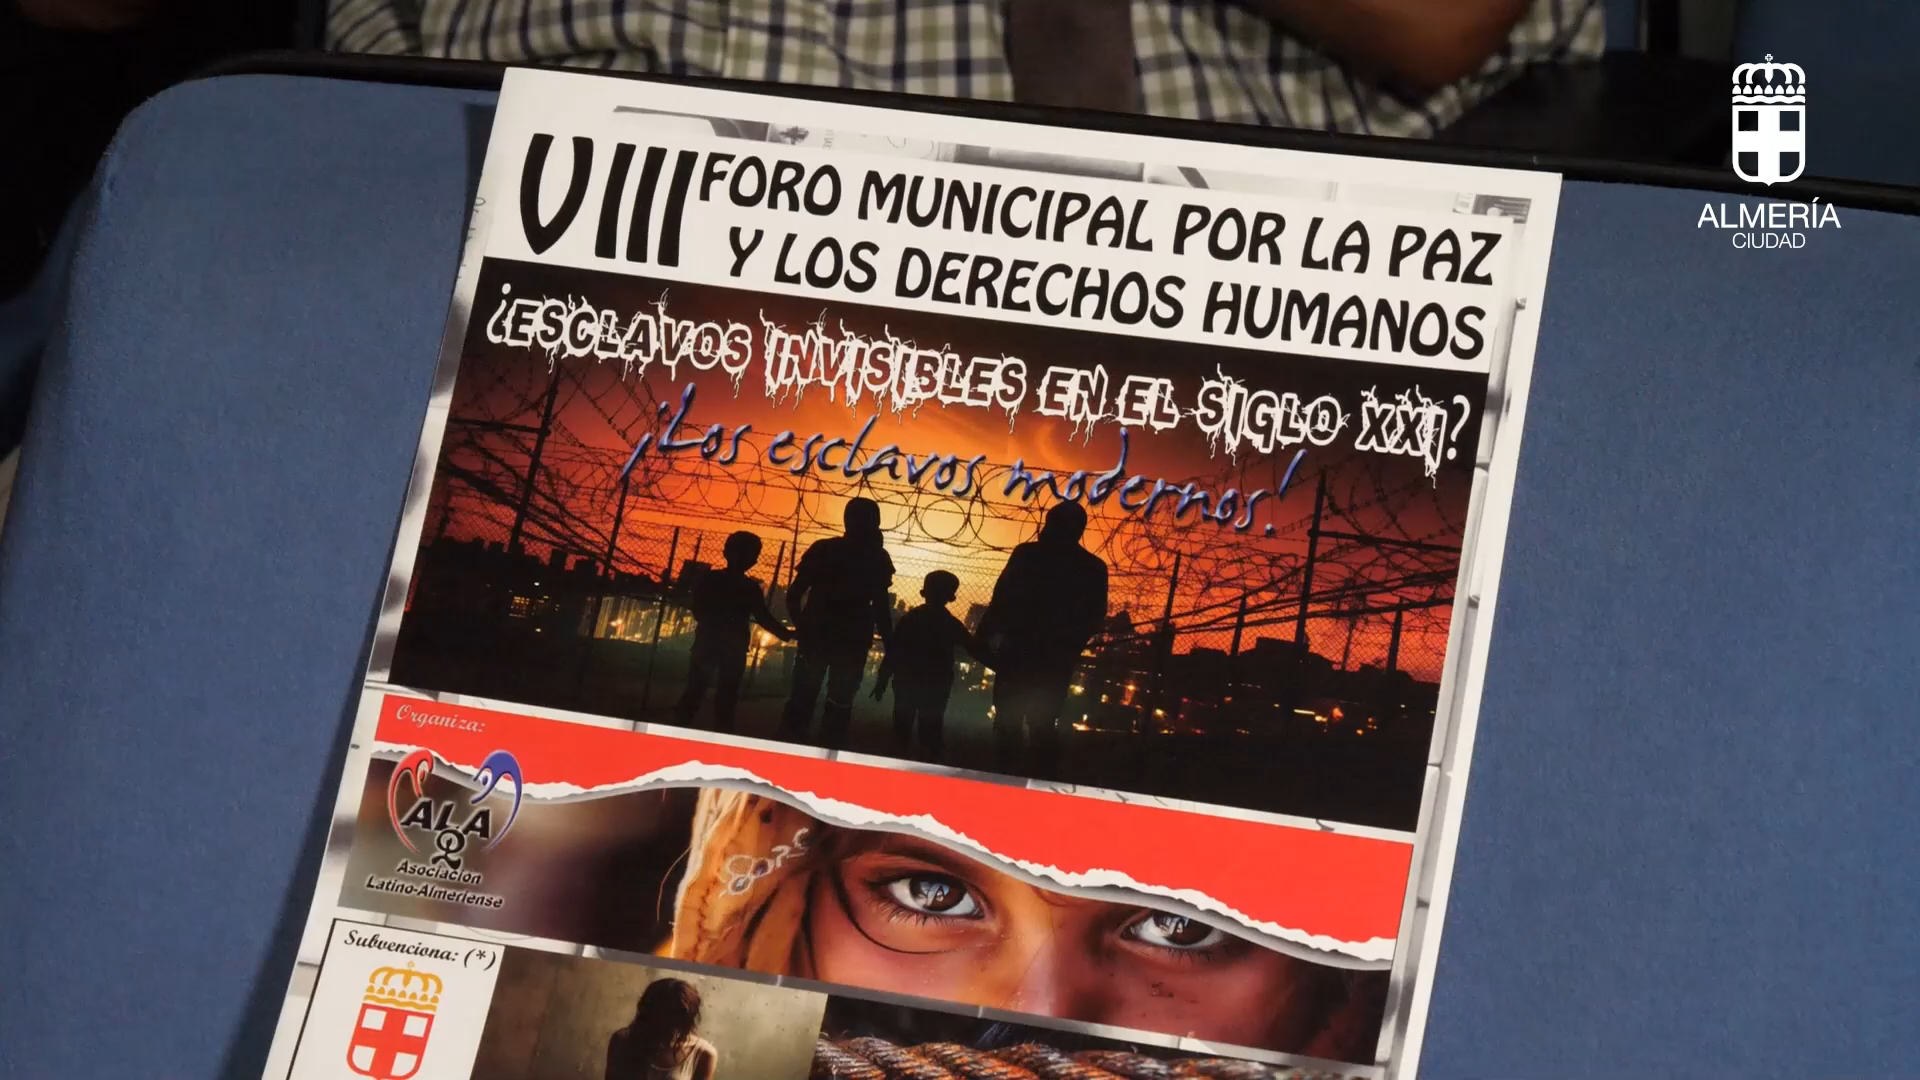 VIII FORO MUNICIPAL POR LA PAZ
Y LOS DERECHOS HUMANOS
¿ESCLAVOS INVISIBLES EN EL SIGLO XXI?
¡Los esclavos modernos!
Organiza:
ALA
2
Asociación
Latino-Almeriense
Subvenciona: (*)
ALMERÍA
CIUDAD